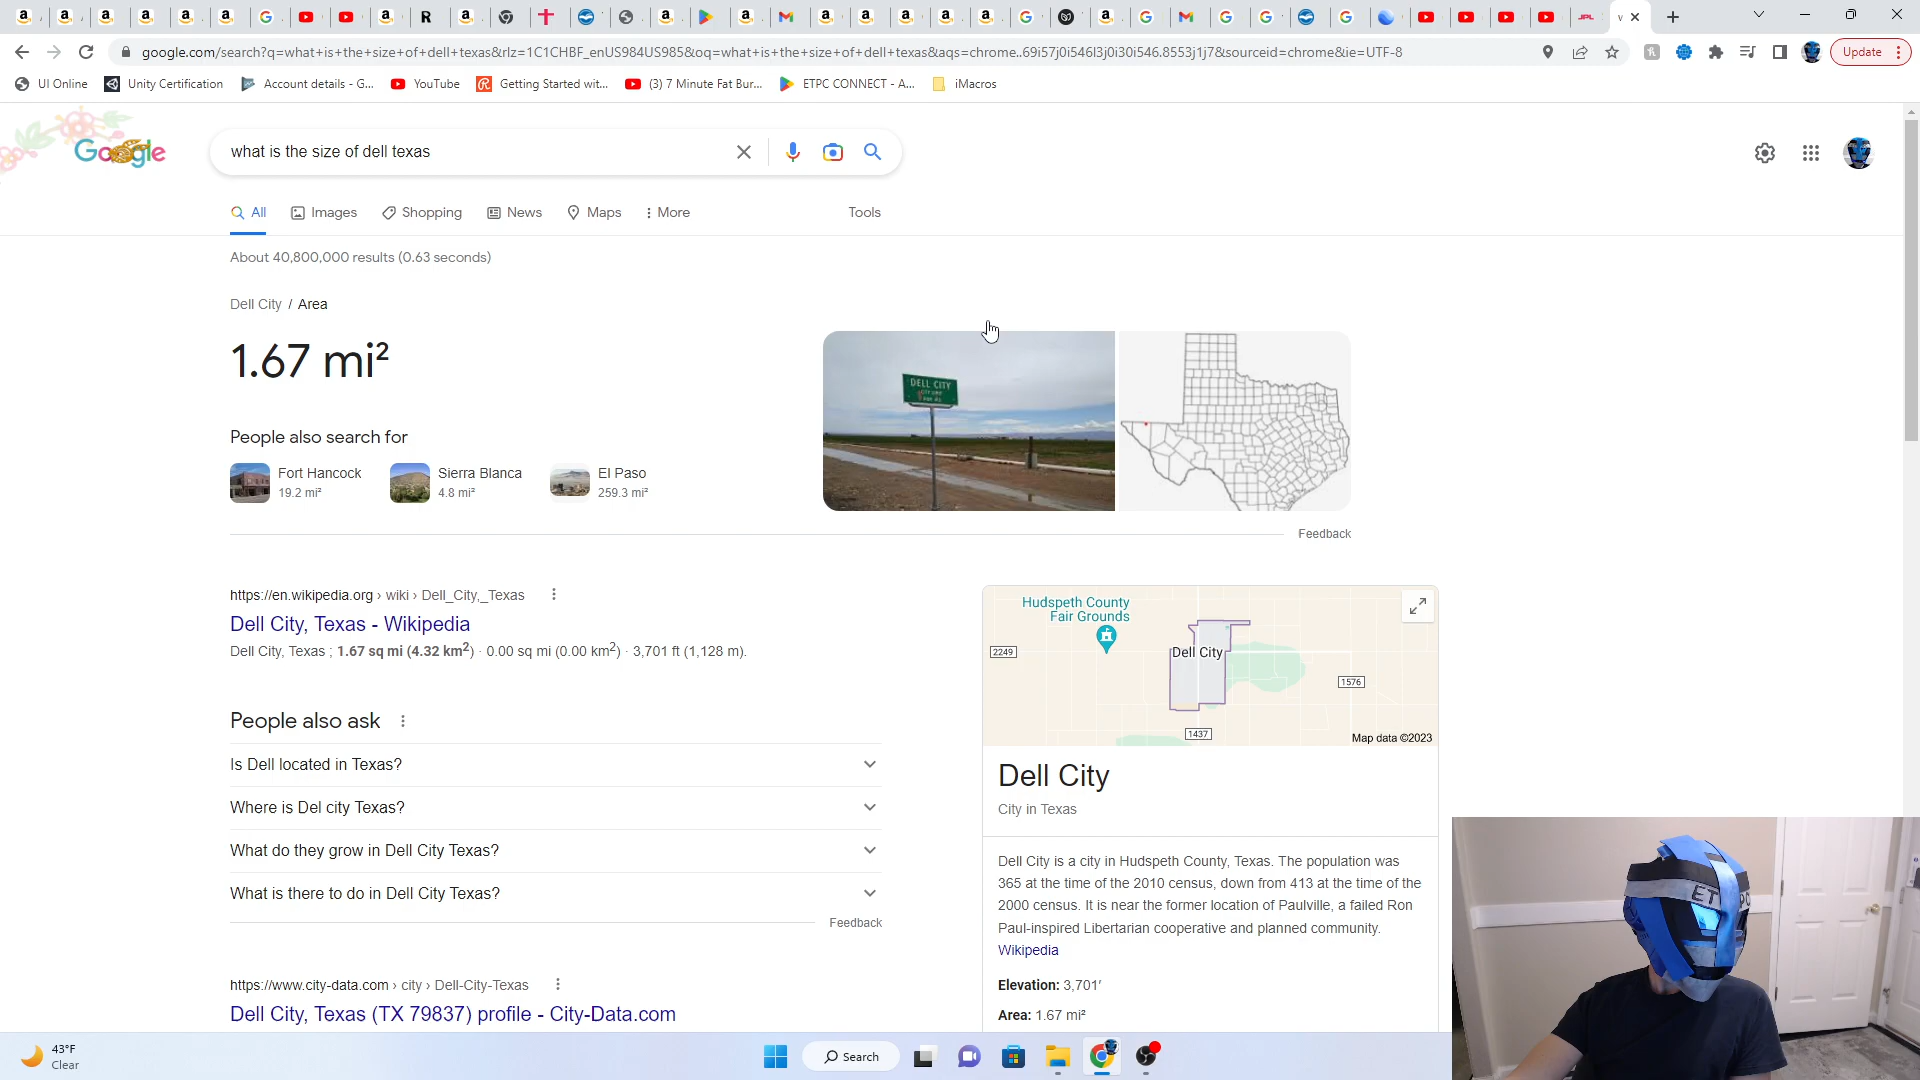 google.com/search?q=what+is+the+size+of+dell+texas&rlz=1C1CHBF_enUS984US985&oq=what+is+the+size+of+dell+texas&aqs=chrome..69i57j0i546l3j0i30i546.8553j1j7&sourceid=chrome&ie=UTF-8
Update
UI Online
Unity Certification
Account details - G...
YouTube
Getting Started wit...
(3) 7 Minute Fat Bur...
ETPC CONNECT - A...
iMacros
Google
what is the size of dell texas
All
Images
Shopping
News
Maps
More
Tools
About 40,800,000 results (0.63 seconds)
Dell City / Area
1.67 mi²
DELL CITY
People also search for
Fort Hancock
19.2 mi²
Sierra Blanca
4.8 mi²
El Paso
259.3 mi²
Feedback
https://en.wikipedia.org › wiki › Dell_City,_Texas
Dell City, Texas - Wikipedia
Dell City, Texas ; 1.67 sq mi (4.32 km2) · 0.00 sq mi (0.00 km2) · 3,701 ft (1,128 m).
People also ask
Is Dell located in Texas?
Where is Del city Texas?
What do they grow in Dell City Texas?
What is there to do in Dell City Texas?
Feedback
https://www.city-data.com › city › Dell-City-Texas
Dell City, Texas (TX 79837) profile - City-Data.com
Hudspeth County
Fair Grounds
2249
Dell City
1576
1437
Map data ©2023
Dell City
City in Texas
Dell City is a city in Hudspeth County, Texas. The population was
365 at the time of the 2010 census, down from 413 at the time of the
2000 census. It is near the former location of Paulville, a failed Ron
Paul-inspired Libertarian cooperative and planned community.
Wikipedia
Elevation: 3,701′
Area: 1.67 mi²
ET PC
43°F
Clear
Search